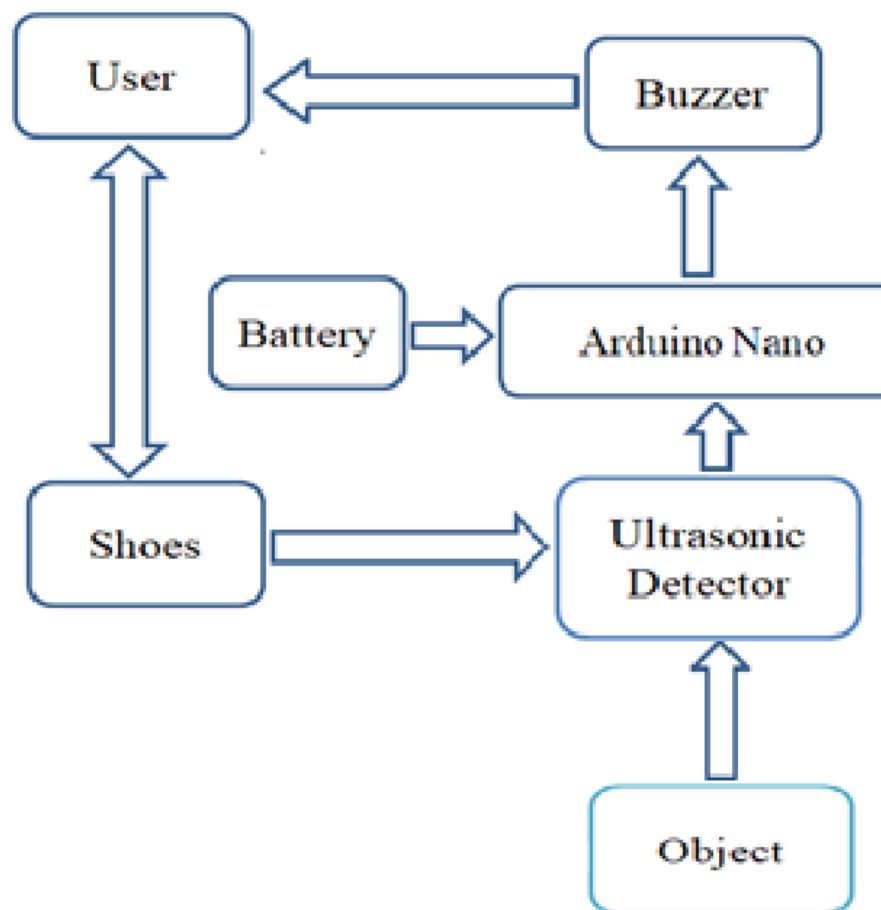 User
Buzzer
Battery
Arduino Nano
Shoes
Ultrasonic
Detector
Object